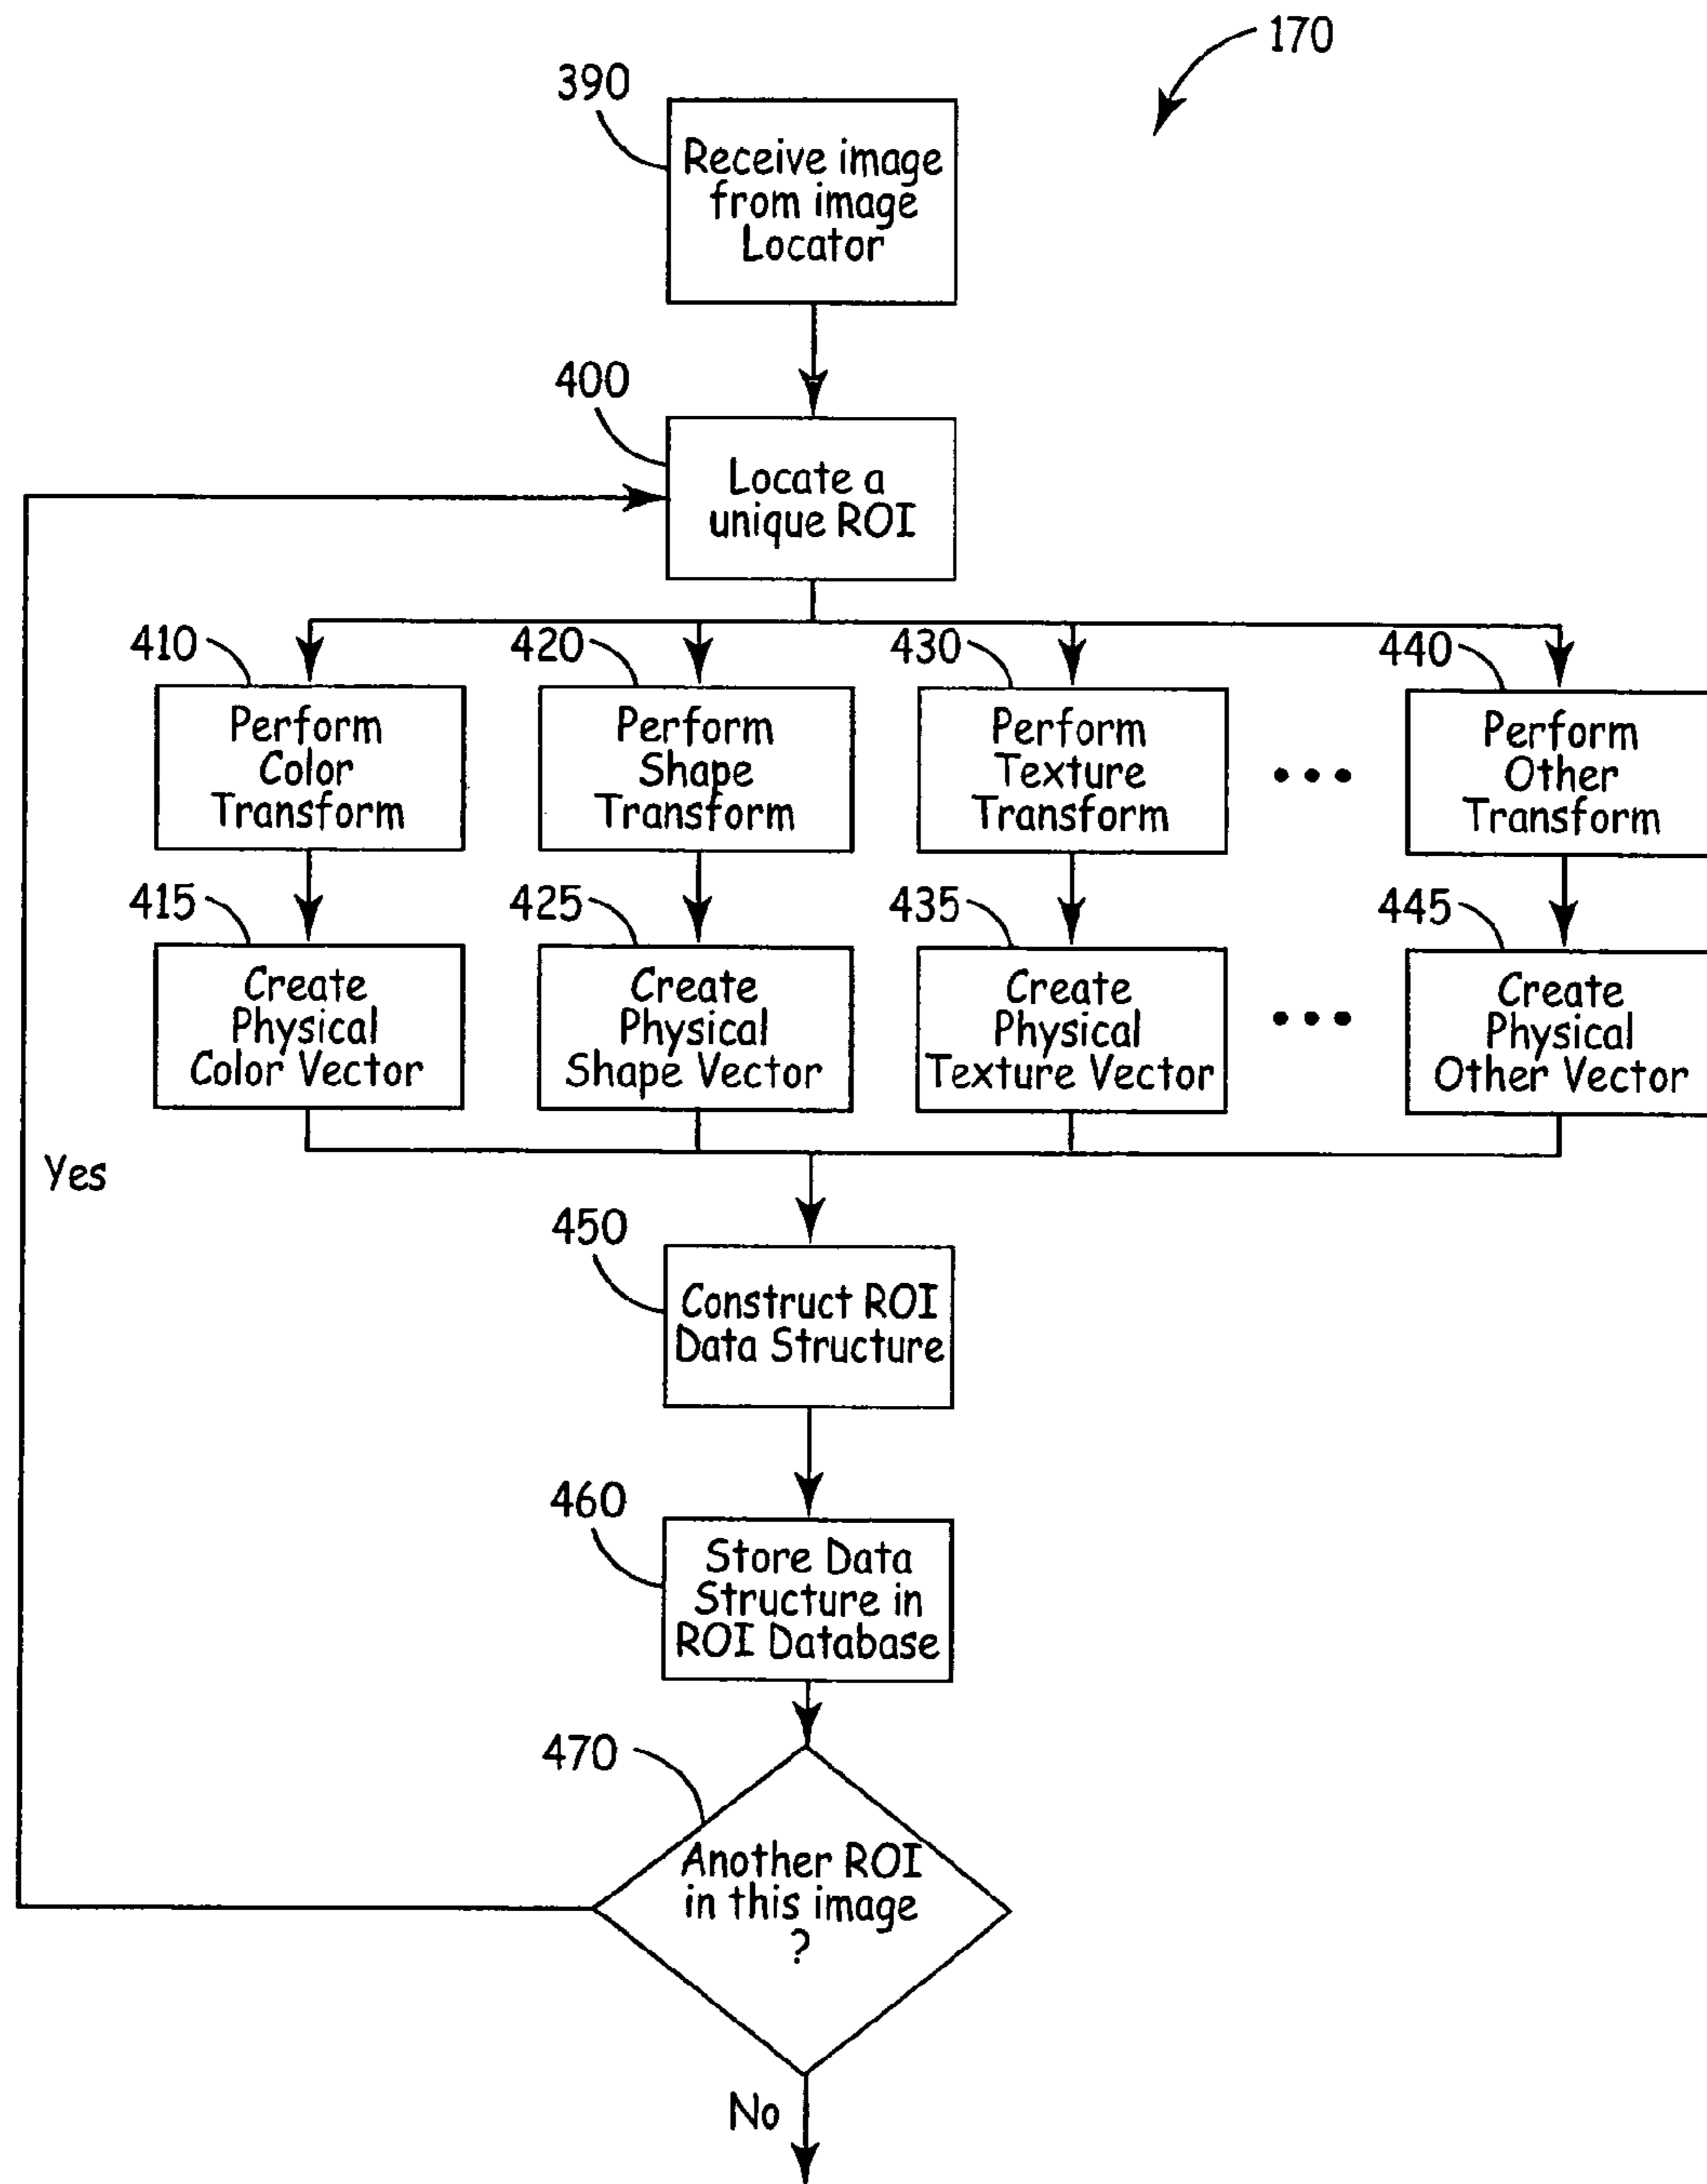 170
390
Receive image
from image
Locator
400
Locate a
unique ROI
410
Perform
Color
Transform
420
Perform
Shape
Transform
430
Perform
Texture
Transform
• • •
440
Perform
Other
Transform
415
Create
Physical
Color Vector
425
Create
Physical
Shape Vector
435
Create
Physical
Texture Vector
• • •
445
Create
Physical
Other Vector
Yes
450
Construct ROI
Data Structure
460
Store Data
Structure in
ROI Database
470
Another ROI
in this image
?
No